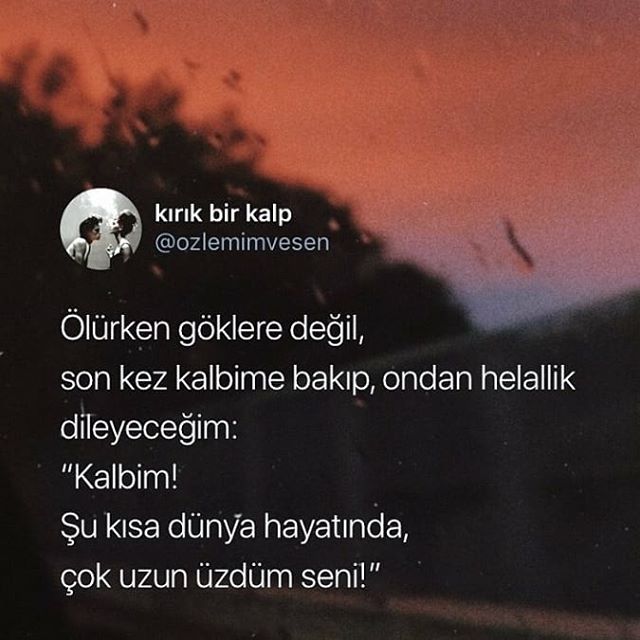 kırık bir kalp
@ozlemimvesen
Ölürken göklere değil,
son kez kalbime bakıp, ondan helallik
dileyeceğim:
“Kalbim!
Şu kısa dünya hayatında,
çok uzun üzdüm seni!”